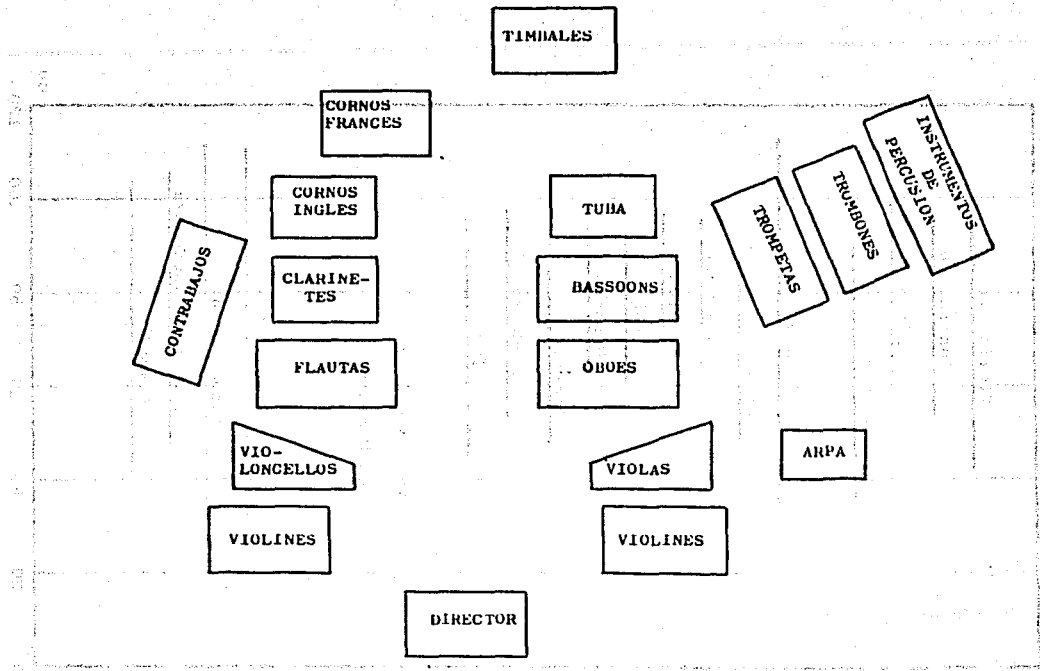 TIMBALES
CORNOS
FRANCES
INSTRUMENTOS
DE
PERCUSION
TROMBONES
TROMPETAS
CORNOS
INGLES
TUBA
CONTRABAJOS
CLARINE-
TES
BASSOONS
FLAUTAS
OBOES
VIO-
LONCELLOS
VIOLAS
ARPA
VIOLINES
VIOLINES
DIRECTOR